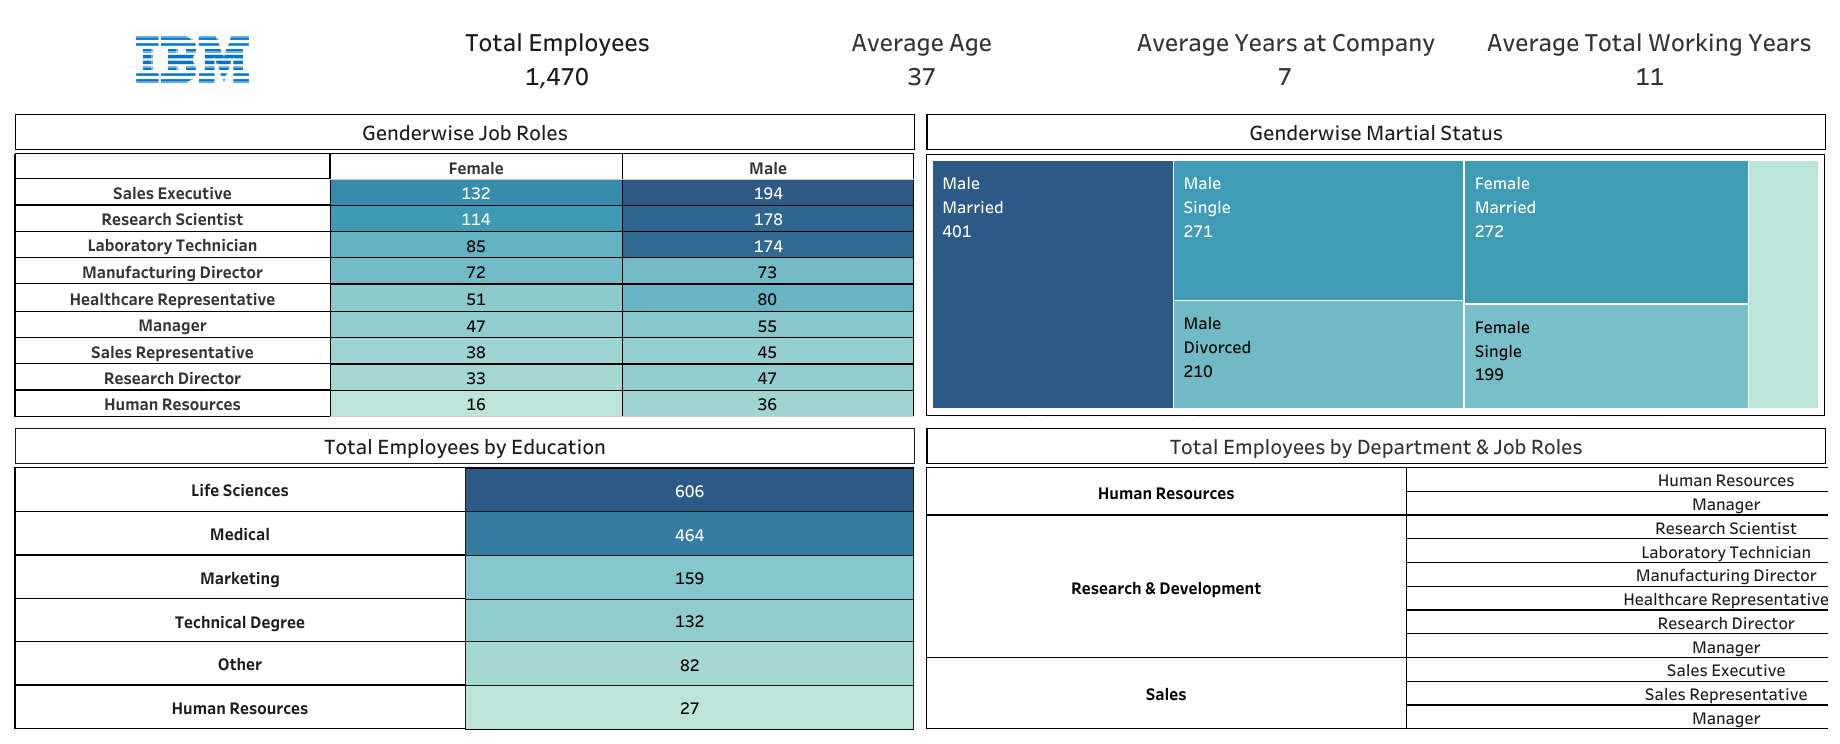 IBM
Total Employees
1,470
Average Age
37
Average Years at Company
7
Average Total Working Years
11
Genderwise Job Roles
Female Male
Sales Executive 132 194
Research Scientist 114 178
Laboratory Technician 85 174
Manufacturing Director 72 73
Healthcare Representative 51 80
Manager 47 55
Sales Representative 38 45
Research Director 33 47
Human Resources 16 36
Genderwise Martial Status
Male
Married
401
Male
Single
271
Male
Divorced
210
Female
Married
272
Female
Single
199
Total Employees by Education
Life Sciences 606
Medical 464
Marketing 159
Technical Degree 132
Other 82
Human Resources 27
Total Employees by Department & Job Roles
Human Resources
Human Resources
Manager
Research & Development
Research Scientist
Laboratory Technician
Manufacturing Director
Healthcare Representative
Research Director
Manager
Sales
Sales Executive
Sales Representative
Manager